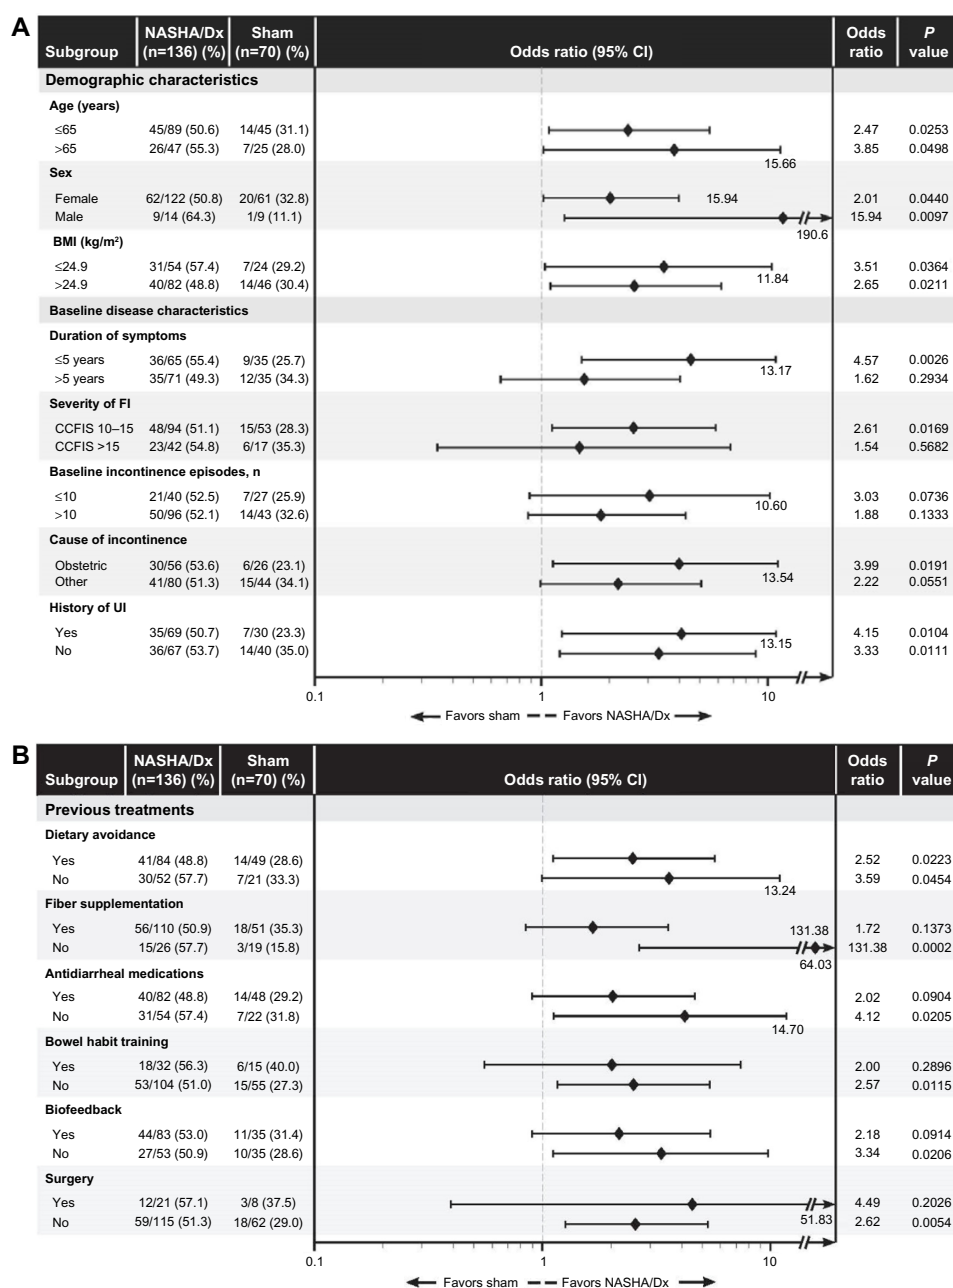 A
Subgroup NASHA/Dx (n=136) (%) Sham (n=70) (%) Odds ratio (95% CI) Odds ratio P value
Demographic characteristics
Age (years)
≤65 45/89 (50.6) 14/45 (31.1) 2.47 0.0253
>65 26/47 (55.3) 7/25 (28.0) 15.66 3.85 0.0498
Sex
Female 62/122 (50.8) 20/61 (32.8) 15.94 2.01 0.0440
Male 9/14 (64.3) 1/9 (11.1) 190.6 15.94 0.0097
BMI (kg/m²)
≤24.9 31/54 (57.4) 7/24 (29.2) 11.84 3.51 0.0364
>24.9 40/82 (48.8) 14/46 (30.4) 2.65 0.0211
Baseline disease characteristics
Duration of symptoms
≤5 years 36/65 (55.4) 9/35 (25.7) 13.17 4.57 0.0026
>5 years 35/71 (49.3) 12/35 (34.3) 1.62 0.2934
Severity of FI
CCFIS 10–15 48/94 (51.1) 15/53 (28.3) 2.61 0.0169
CCFIS >15 23/42 (54.8) 6/17 (35.3) 1.54 0.5682
Baseline incontinence episodes, n
≤10 21/40 (52.5) 7/27 (25.9) 10.60 3.03 0.0736
>10 50/96 (52.1) 14/43 (32.6) 1.88 0.1333
Cause of incontinence
Obstetric 30/56 (53.6) 6/26 (23.1) 13.54 3.99 0.0191
Other 41/80 (51.3) 15/44 (34.1) 2.22 0.0551
History of UI
Yes 35/69 (50.7) 7/30 (23.3) 13.15 4.15 0.0104
No 36/67 (53.7) 14/40 (35.0) 3.33 0.0111
0.1 1 10
Favors sham Favors NASHA/Dx
B
Subgroup NASHA/Dx (n=136) (%) Sham (n=70) (%) Odds ratio (95% CI) Odds ratio P value
Previous treatments
Dietary avoidance
Yes 41/84 (48.8) 14/49 (28.6) 2.52 0.0223
No 30/52 (57.7) 7/21 (33.3) 13.24 3.59 0.0454
Fiber supplementation
Yes 56/110 (50.9) 18/51 (35.3) 131.38 1.72 0.1373
No 15/26 (57.7) 3/19 (15.8) 64.03 131.38 0.0002
Antidiarrheal medications
Yes 40/82 (48.8) 14/48 (29.2) 2.02 0.0904
No 31/54 (57.4) 7/22 (31.8) 14.70 4.12 0.0205
Bowel habit training
Yes 18/32 (56.3) 6/15 (40.0) 2.00 0.2896
No 53/104 (51.0) 15/55 (27.3) 2.57 0.0115
Biofeedback
Yes 44/83 (53.0) 11/35 (31.4) 2.18 0.0914
No 27/53 (50.9) 10/35 (28.6) 3.34 0.0206
Surgery
Yes 12/21 (57.1) 3/8 (37.5) 51.83 4.49 0.2026
No 59/115 (51.3) 18/62 (29.0) 2.62 0.0054
0.1 1 10
Favors sham Favors NASHA/Dx